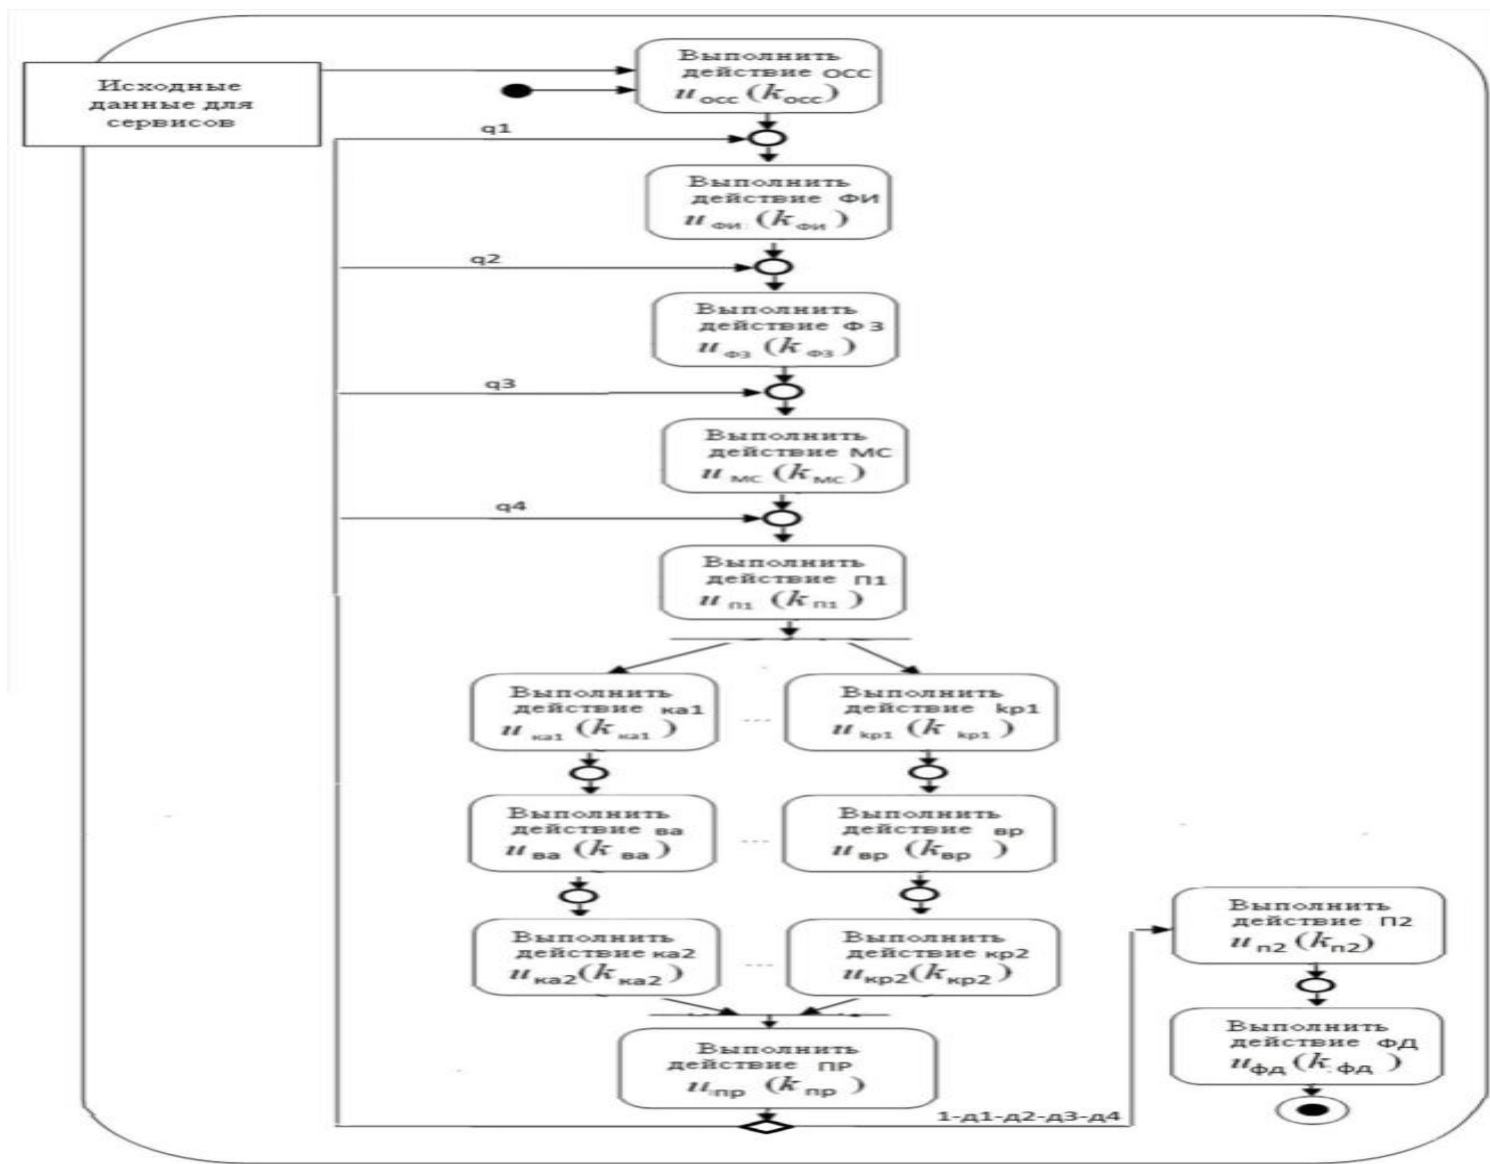 Исходные
данные для
сервисов
Выполнить
действие ОСС
u осс (k осс)
q1
Выполнить
действие ФИ
u фи (k фи)
q2
Выполнить
действие ФЗ
u фз (k фз)
q3
Выполнить
действие МС
u мс (k мс)
q4
Выполнить
действие П1
u п1 (k п1)
Выполнить
действие ка1
u ка1 (k ка1)
...
Выполнить
действие kp1
u kp1 (k kp1)
Выполнить
действие ва
u ва (k ва)
...
Выполнить
действие вр
u вр (k вр)
Выполнить
действие ка2
u ка2 (k ка2)
...
Выполнить
действие кр2
u кр2 (k кр2)
Выполнить
действие ПР
u пр (k пр)
1-д1-д2-д3-д4
Выполнить
действие П2
u п2 (k п2)
Выполнить
действие ФД
u фд (k фд)